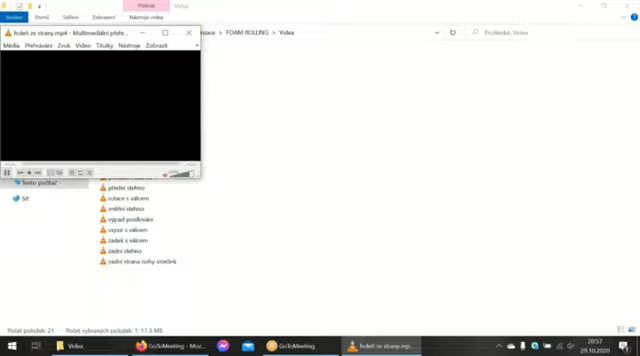 Přehrát
Videa
Soubor
Domů
Sdílení
Zobrazení
Nástroje videa
holeň ze strany.mp4 - Multimediální přehr...
FOAM ROLLING
Videa
Prohledat: Videa
Média
Přehrávání
Zvuk
Video
Titulky
Nástroje
Zobrazit
Tento počítač
Síť
přední stehno
rotace s válcem
vnitřní stehno
výpad posilování
vzpor s válcem
zadek s válcem
zadní stehno
zadní strana nohy strečink
Počet položek: 21
Počet vybraných položek: 1; 17,3 MB
Videa
GoToMeeting – Moz...
GoToMeeting
holeň ze strany.mp...
20:57
29.10.2020